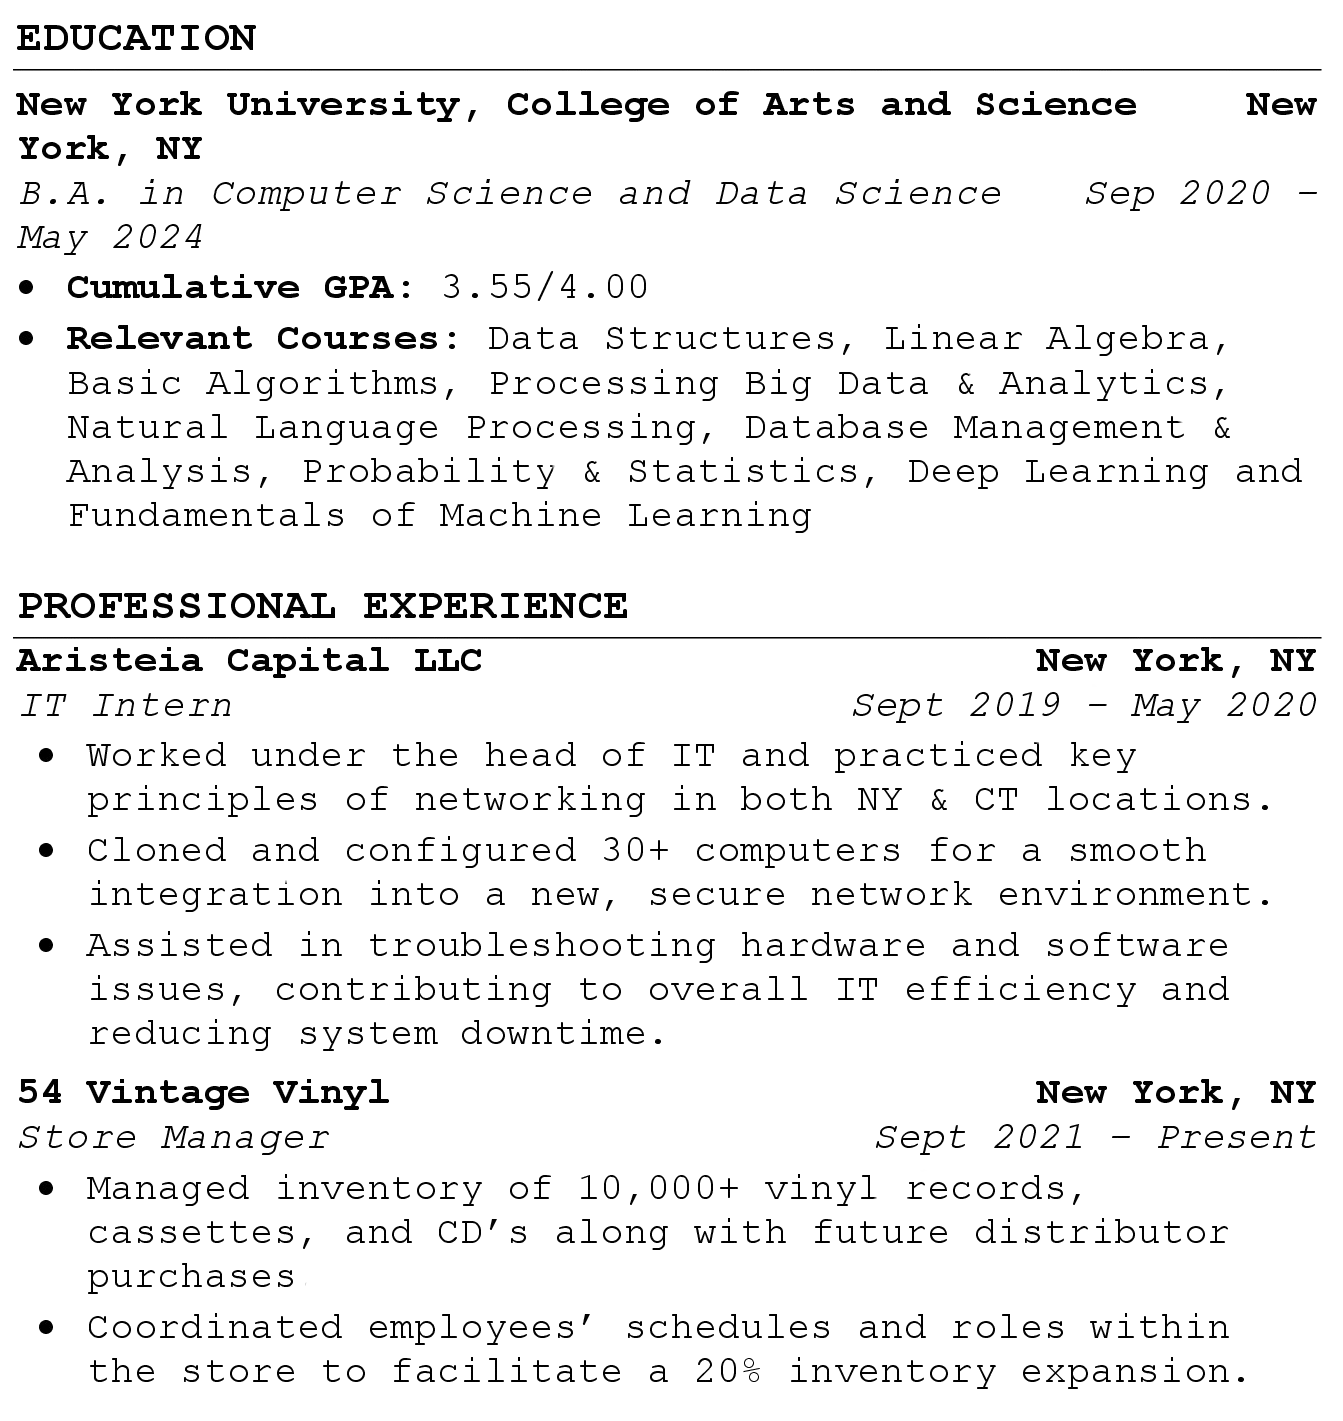 EDUCATION
New York University, College of Arts and Science New
York, NY
B.A. in Computer Science and Data Science Sep 2020 –
May 2024
• Cumulative GPA: 3.55/4.00
• Relevant Courses: Data Structures, Linear Algebra,
Basic Algorithms, Processing Big Data & Analytics,
Natural Language Processing, Database Management &
Analysis, Probability & Statistics, Deep Learning and
Fundamentals of Machine Learning
PROFESSIONAL EXPERIENCE
Aristeia Capital LLC New York, NY
IT Intern Sept 2019 – May 2020
• Worked under the head of IT and practiced key
principles of networking in both NY & CT locations.
• Cloned and configured 30+ computers for a smooth
integration into a new, secure network environment.
• Assisted in troubleshooting hardware and software
issues, contributing to overall IT efficiency and
reducing system downtime.
54 Vintage Vinyl New York, NY
Store Manager Sept 2021 – Present
• Managed inventory of 10,000+ vinyl records,
cassettes, and CD’s along with future distributor
purchases.
• Coordinated employees’ schedules and roles within
the store to facilitate a 20% inventory expansion.